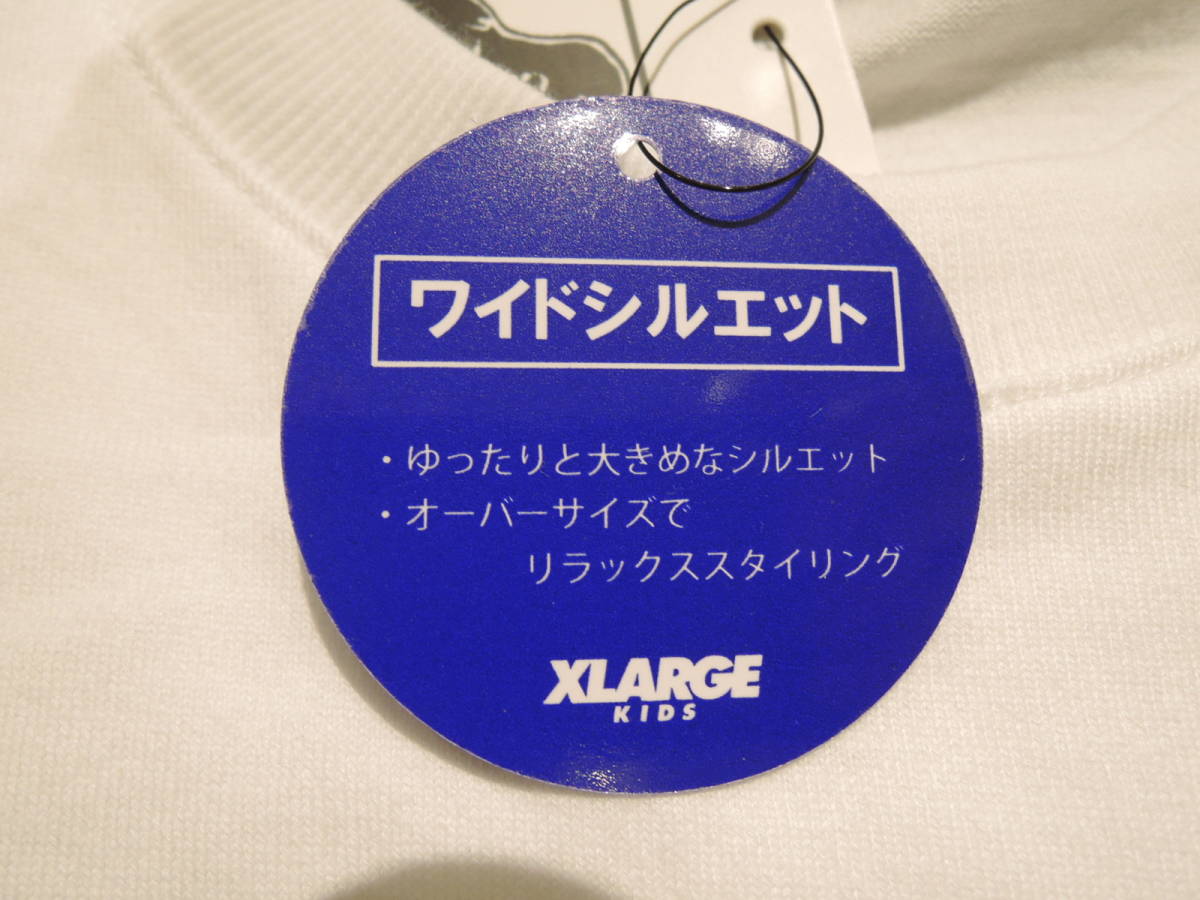 ワイドシルエット
・ゆったりと大きめなシルエット
・オーバーサイズで
リラックススタイリング
XLARGE
KIDS